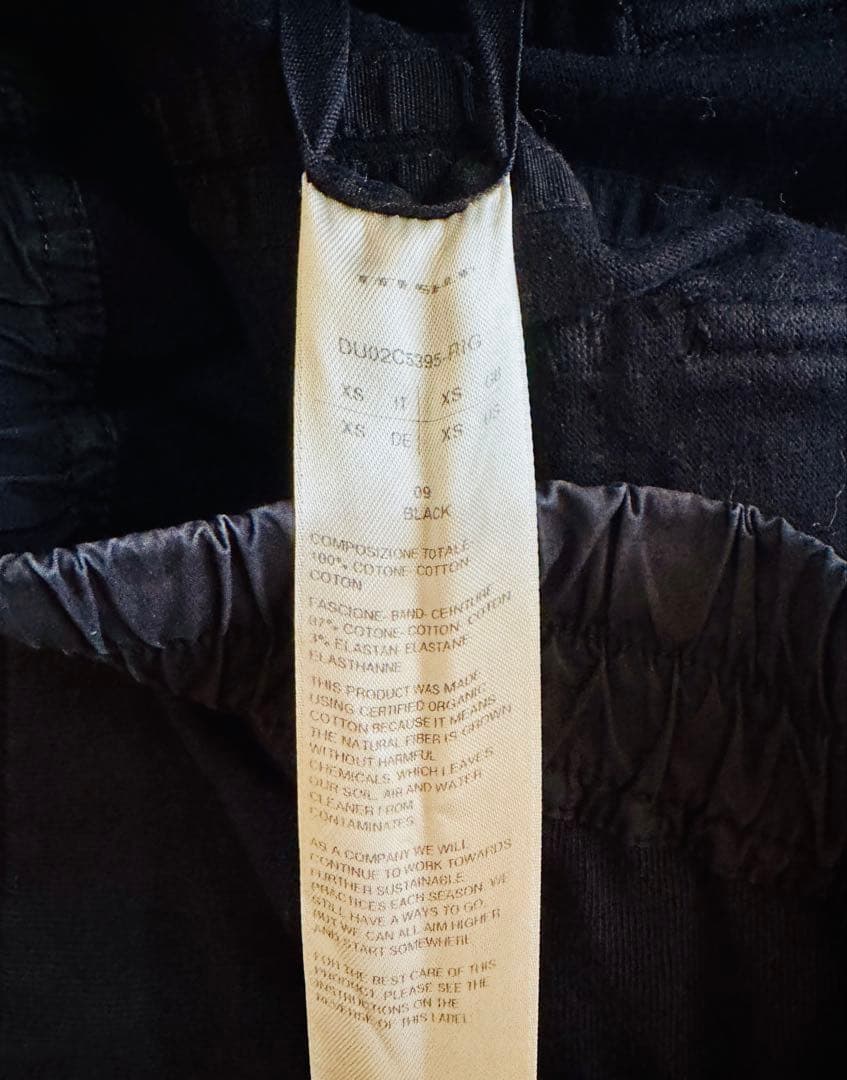 DU02C5395-R1G
XS IT XS GB
XS DE XS US
09
BLACK
COMPOSIZIONE TOTALE
100% COTONE-COTTON-
COTON
FASCIONE-BAND-CEINTURE
97% COTONE-COTTON COTON
3% ELASTAN ELASTANE
ELASTHANNE
THIS PRODUCT WAS MADE
USING CERTIFIED ORGANIC
COTTON BECAUSE IT MEANS
THE NATURAL FIBER IS GROWN
WITHOUT HARMFUL
CHEMICALS, WHICH LEAVES
OUR SOIL, AIR AND WATER
CLEANER FROM
CONTAMINATES.
AS A COMPANY WE WILL
CONTINUE TO WORK TOWARDS
FURTHER SUSTAINABLE
PRACTICES EACH SEASON. WE
STILL HAVE A WAYS TO GO,
BUT WE CAN ALL AIM HIGHER
AND START SOMEWHERE.
FOR THE BEST CARE OF THIS
PRODUCT, PLEASE SEE THE
INSTRUCTIONS ON THE
REVERSE OF THIS LABEL.